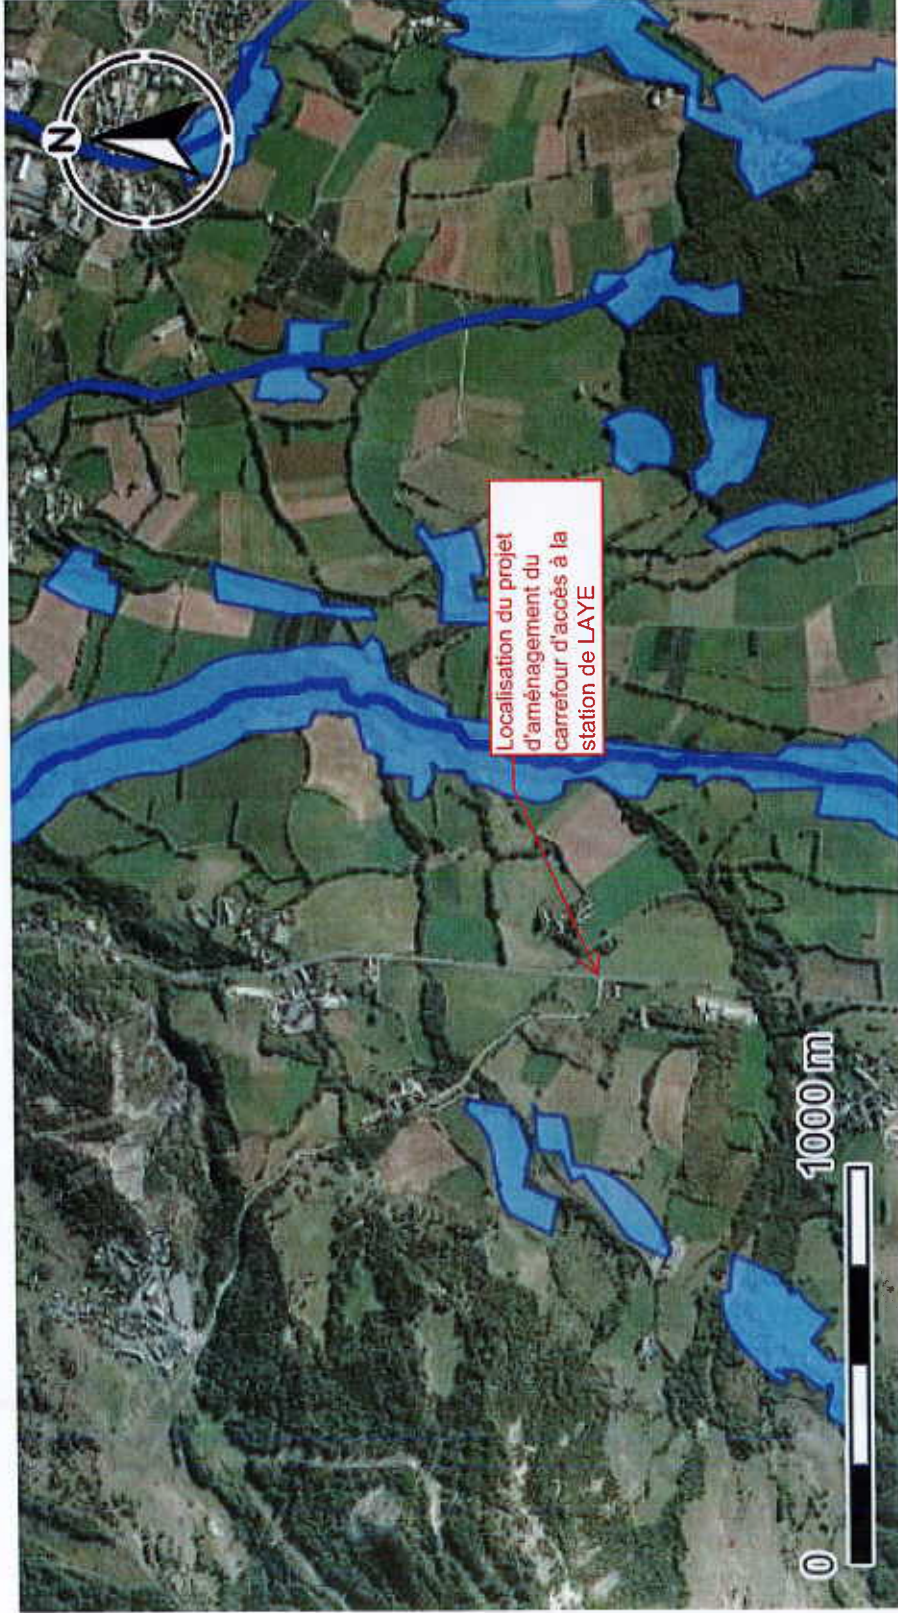 N
Localisation du projet
d'aménagement du
carrefour d'accès à la
station de LAYE
0
1000 m